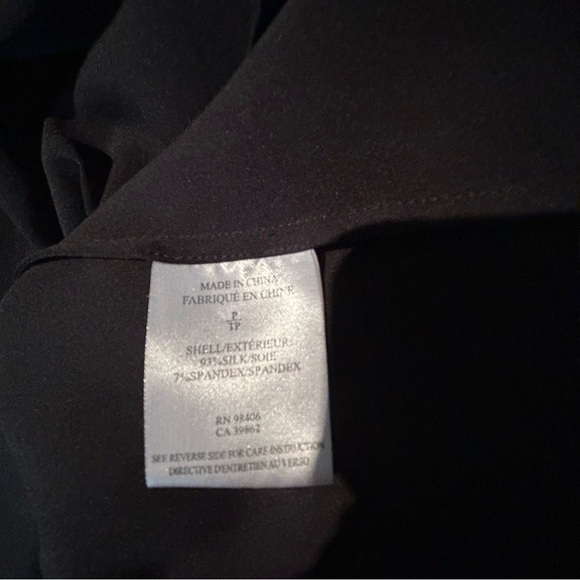 MADE IN CHINA
FABRIQUÉ EN CHINE
P
TP
SHELL/EXTÉRIEUR:
93%SILK/SOIE
7%SPANDEX/SPANDEX
RN 98406
CA 39862
SEE REVERSE SIDE FOR CARE INSTRUCTION
DIRECTIVE D'ENTRETIEN AU VERSO